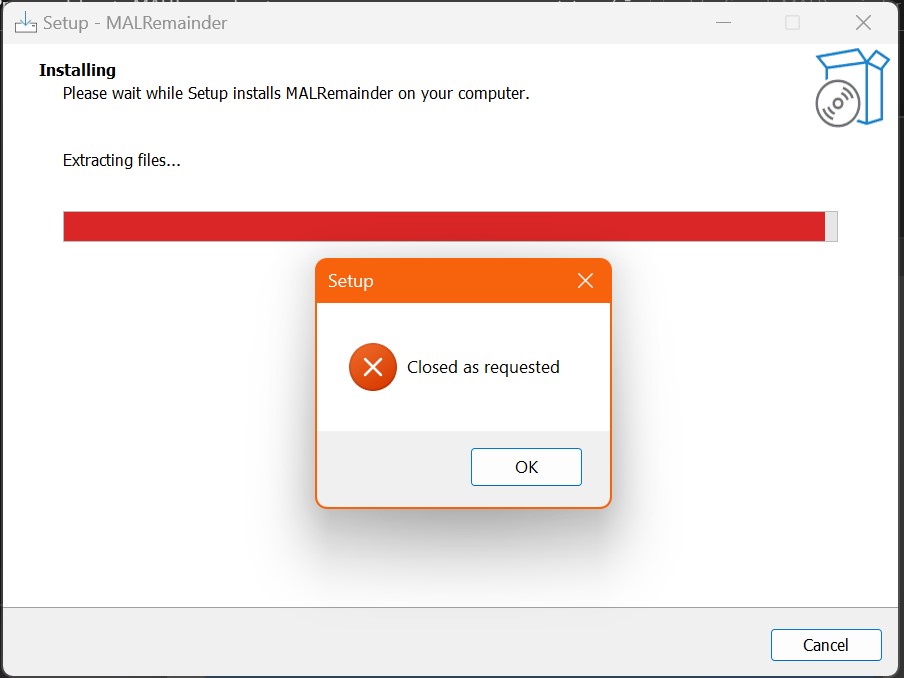 Setup - MALRemainder
Installing
Please wait while Setup installs MALRemainder on your computer.
Extracting files...
Setup
Closed as requested
OK
Cancel